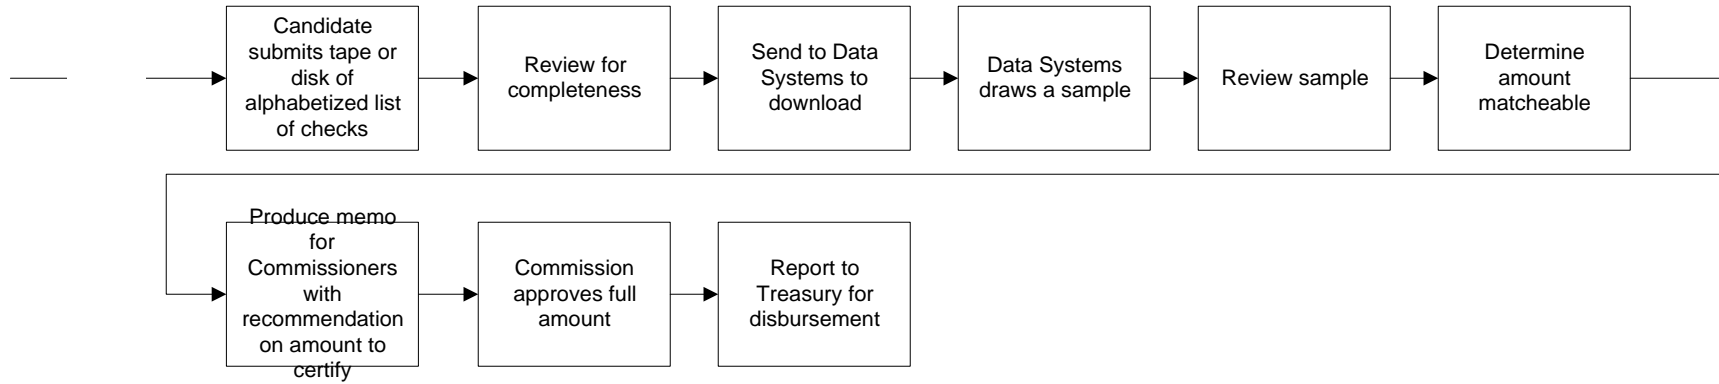 Candidate
submits tape or
disk of
alphabetized list
of checks
Review for
completeness
Send to Data
Systems to
download
Data Systems
draws a sample
Review sample
Determine
amount
matcheable
Produce memo
for
Commissioners
with
recommendation
on amount to
certify
Commission
approves full
amount
Report to
Treasury for
disbursement